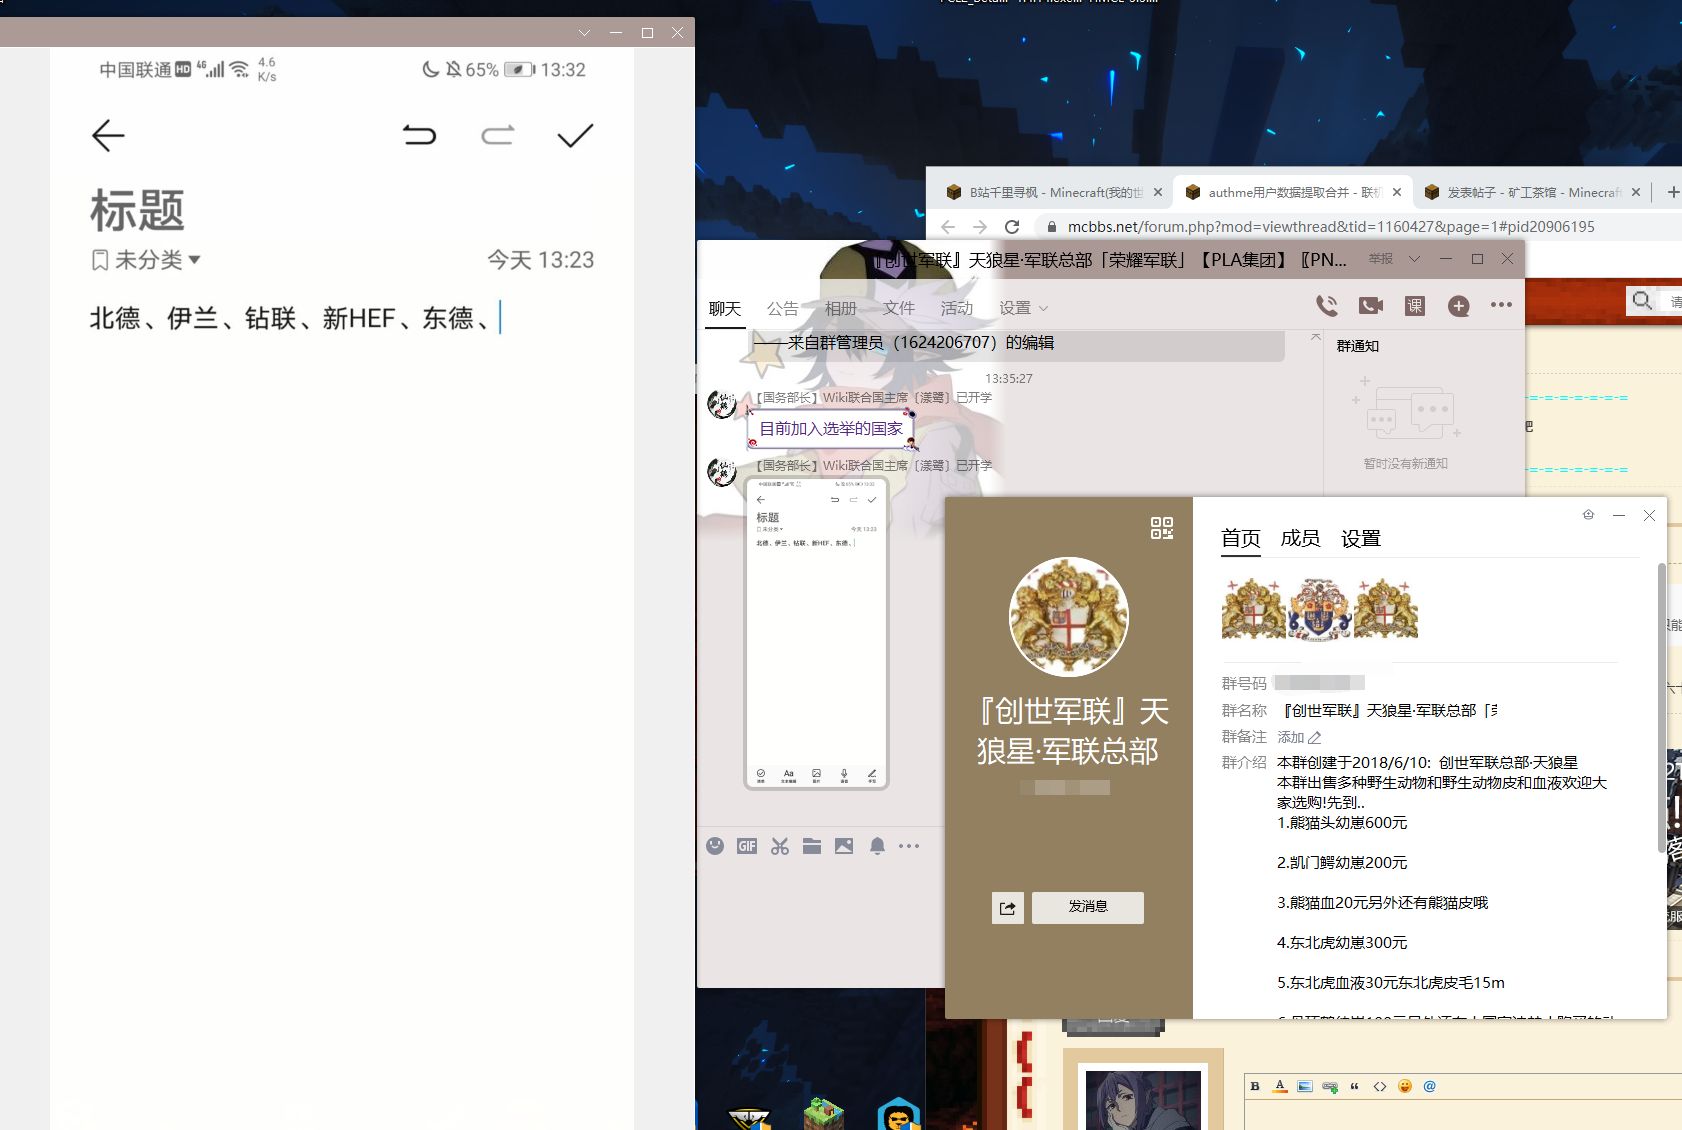 中国联通 HD 4G 4.6 K/s 65% 13:32
标题
未分类 今天 13:23
北德、伊兰、钻联、新HEF、东德、
B站千里寻枫 - Minecraft(我的世
authme用户数据提取合并 - 联机
发表帖子 - 矿工茶馆 - Minecraft
mcbbs.net/forum.php?mod=viewthread&tid=1160427&page=1#pid20906195
『创世军联』天狼星·军联总部「荣耀军联」【PLA集团】〖PN... 举报
聊天 公告 相册 文件 活动 设置
课
——来自群管理员（1624206707）的编辑
群通知
暂时没有新通知
13:35:27
【国务部长】Wiki联合国主席〔漾鹭〕已开学
目前加入选举的国家
【国务部长】Wiki联合国主席〔漾鹭〕已开学
标题
未分类 今天 13:23
北德、伊兰、钻联、新HEF、东德、
Aa
GIF
『创世军联』天
狼星·军联总部
发消息
首页 成员 设置
群号码
群名称 『创世军联』天狼星·军联总部「荣
群备注 添加
群介绍 本群创建于2018/6/10: 创世军联总部·天狼星
本群出售多种野生动物和野生动物皮和血液欢迎大
家选购!先到..
1.熊猫头幼崽600元
2.凯门鳄幼崽200元
3.熊猫血20元另外还有熊猫皮哦
4.东北虎幼崽300元
5.东北虎血液30元东北虎皮毛15m
请
吧
B A “ <> @